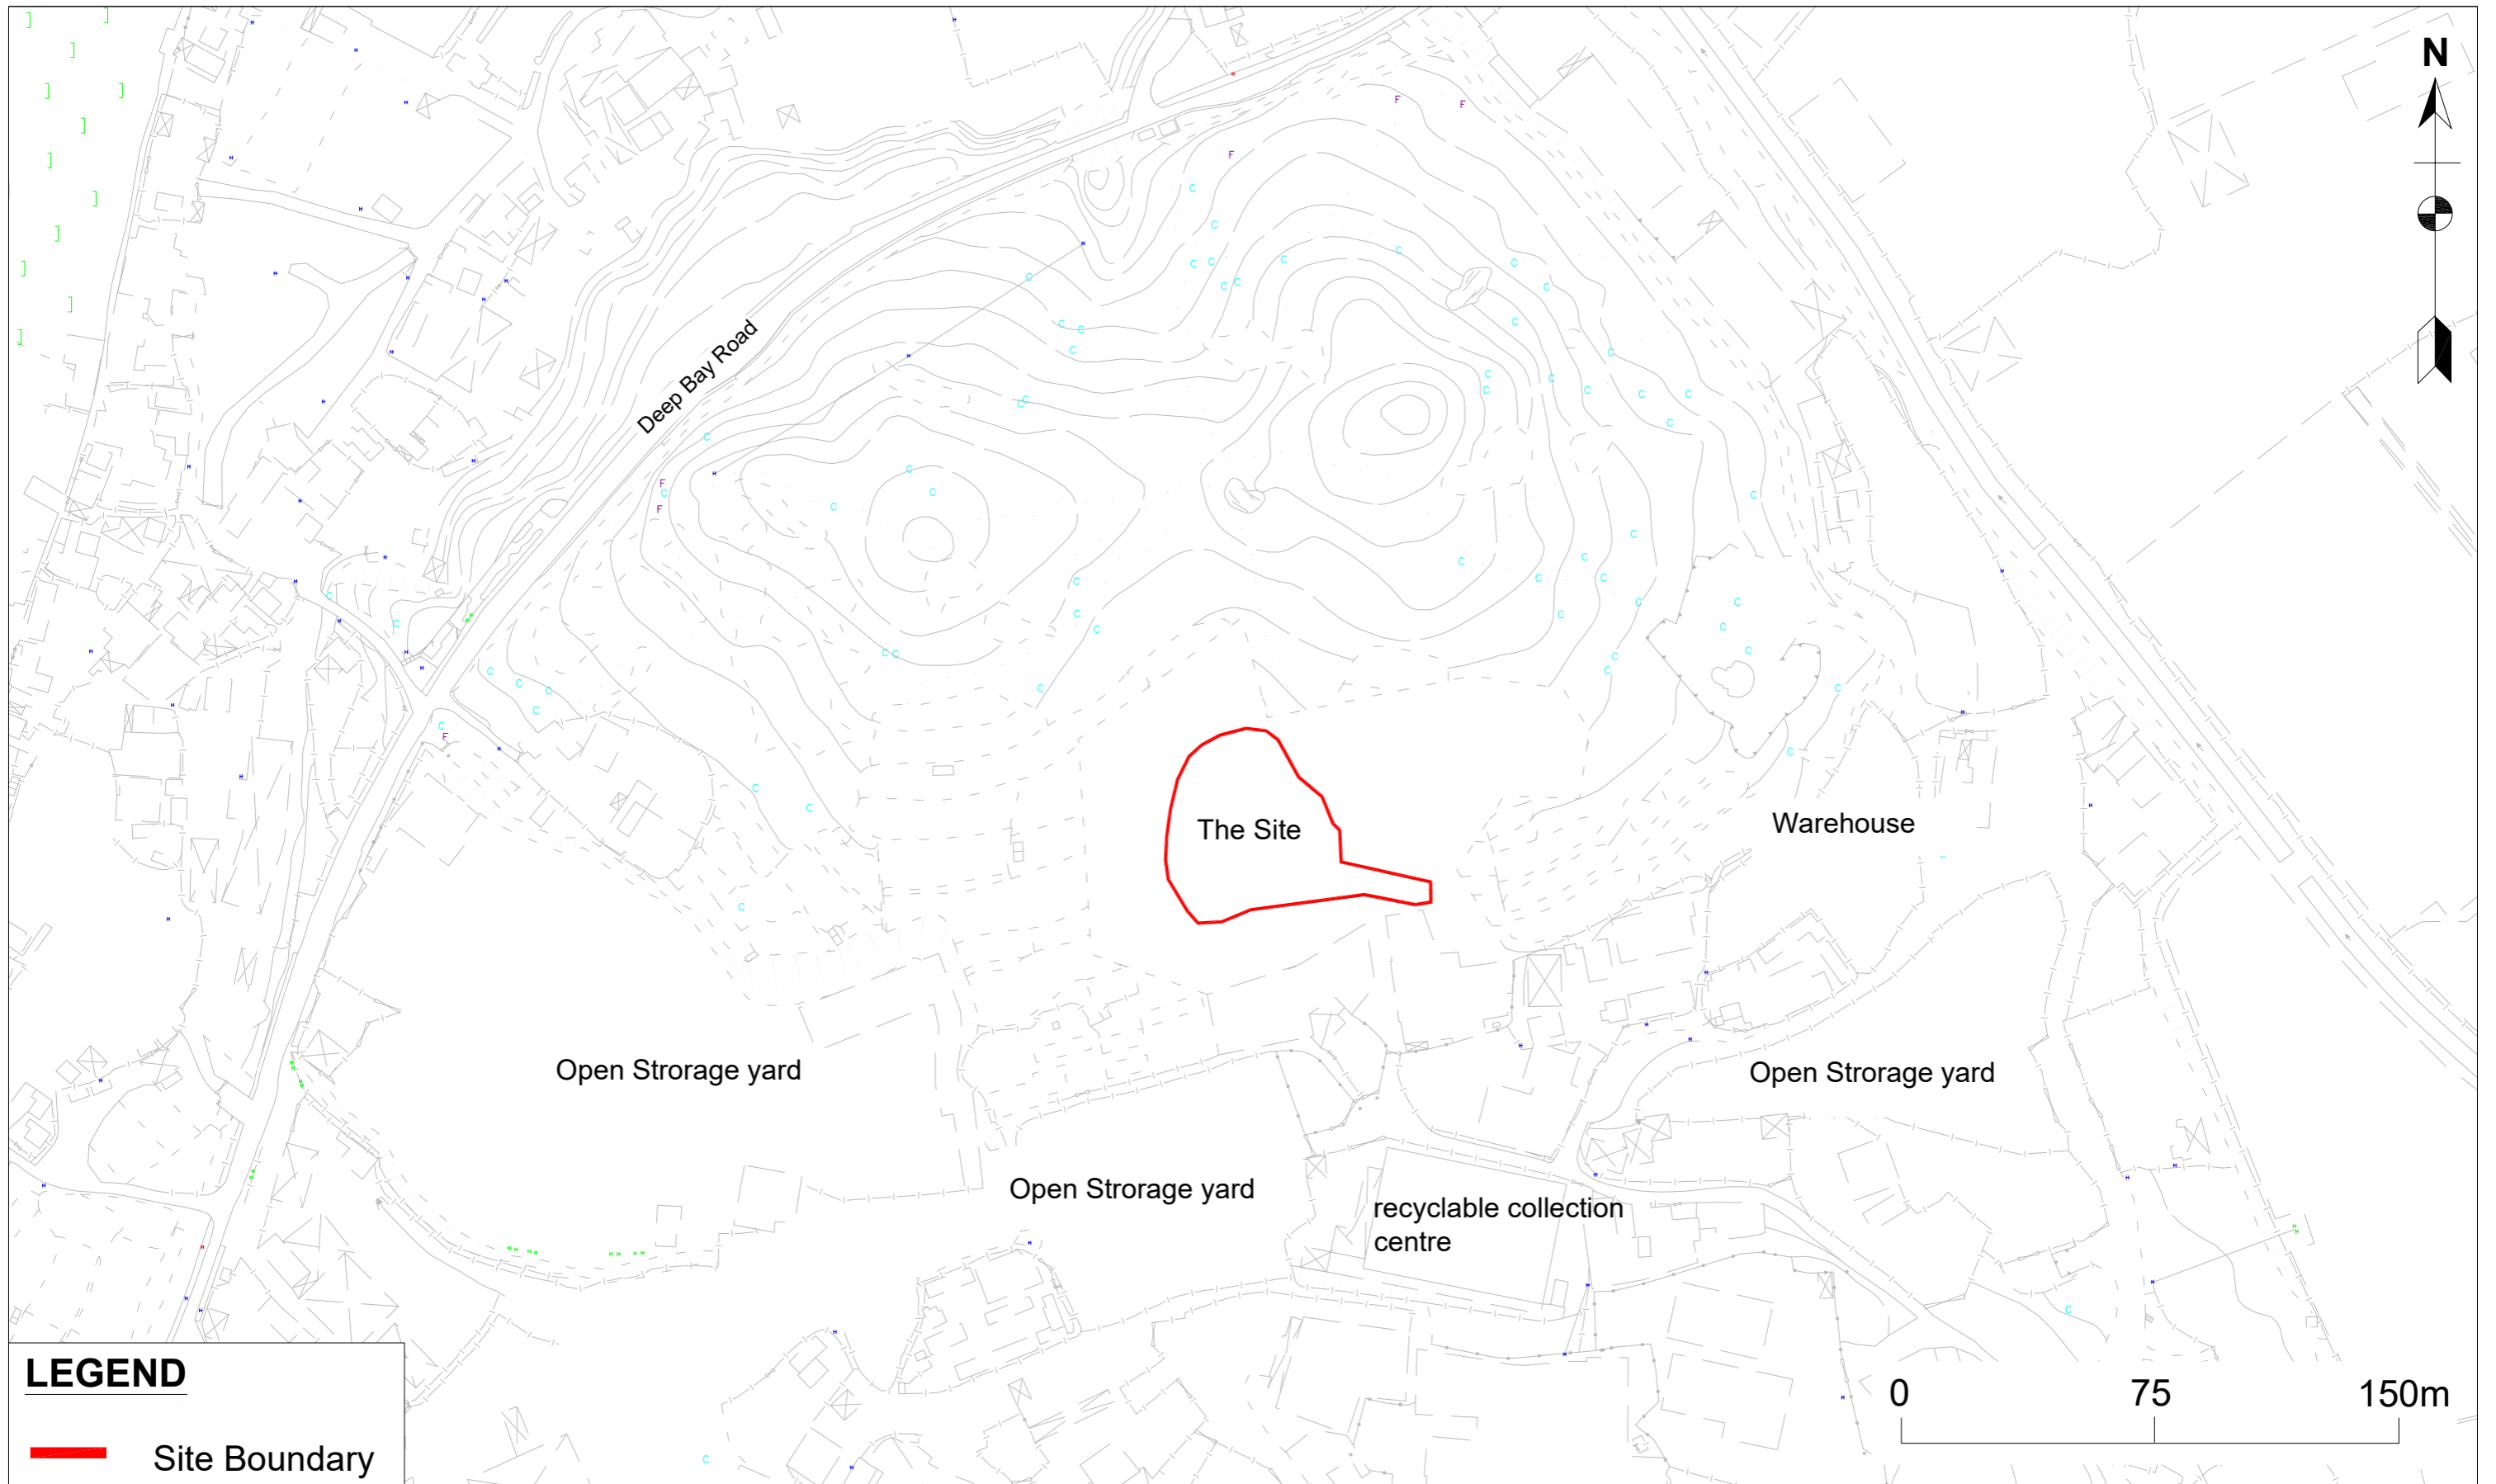 N
Deep Bay Road
The Site
Warehouse
Open Strorage yard
Open Strorage yard
Open Strorage yard
recyclable collection
centre
LEGEND
Site Boundary
0 75 150m